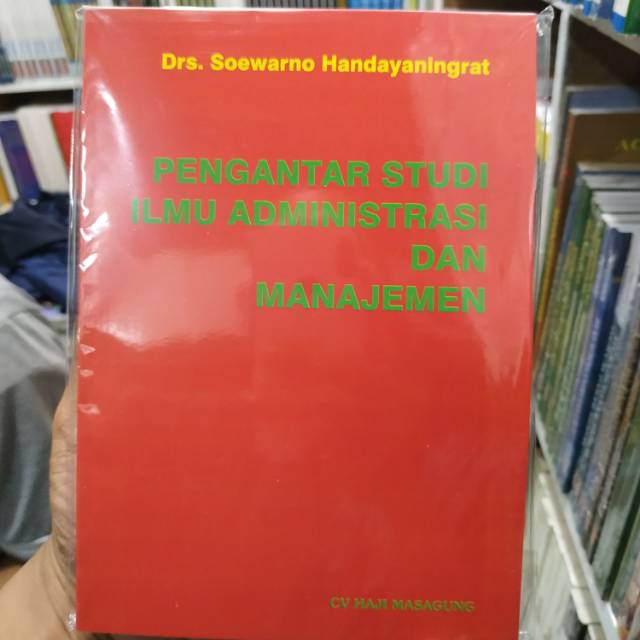 Drs. Soewarno Handayaningrat
PENGANTAR STUDI
ILMU ADMINISTRASI
DAN
MANAJEMEN
CV HAJI MASAGUNG